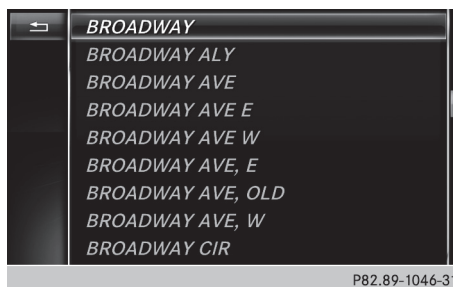 BROADWAY
BROADWAY ALY
BROADWAY AVE
BROADWAY AVE E
BROADWAY AVE W
BROADWAY AVE, E
BROADWAY AVE, OLD
BROADWAY AVE, W
BROADWAY CIR
P82.89-1046-31